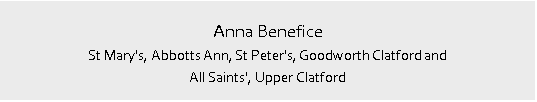 Anna Benefice
St Mary's, Abbotts Ann, St Peter's, Goodworth Clatford and
All Saints', Upper Clatford